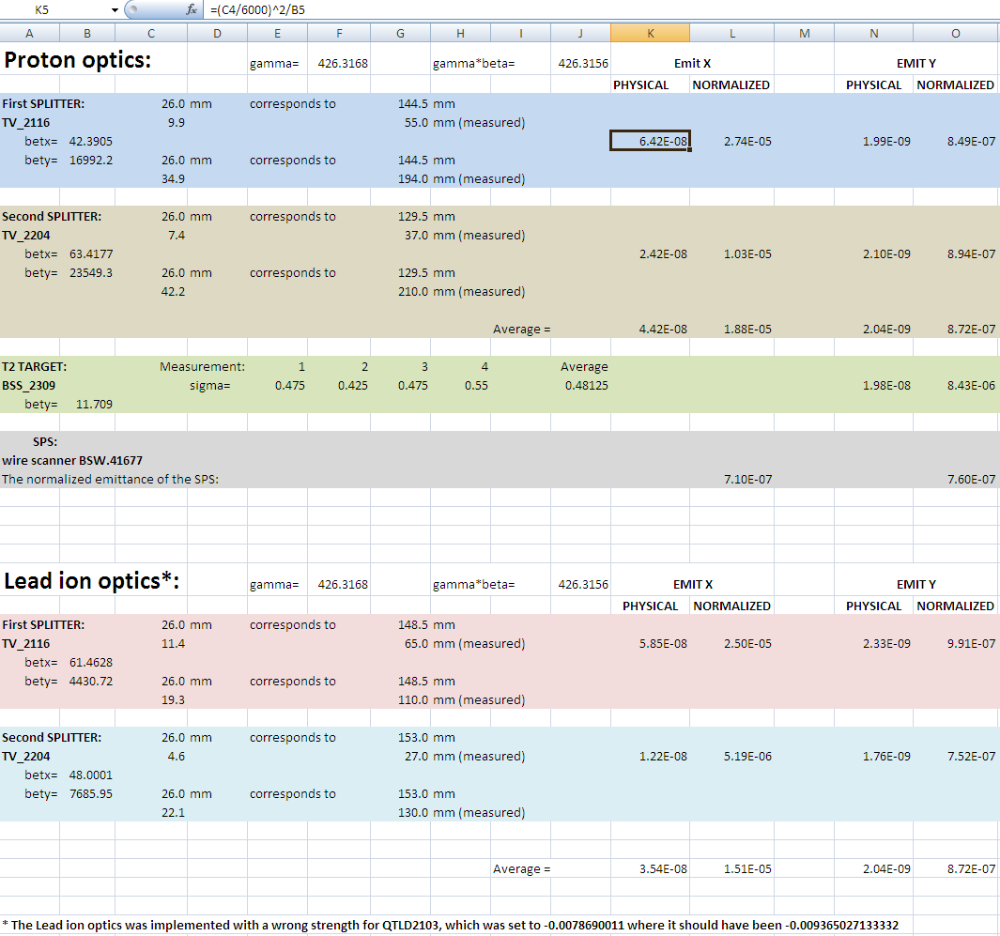 K5 fx =(C4/6000)^2/B5
A B C D E F G H I J K L M N O
Proton optics: gamma= 426.3168 gamma*beta= 426.3156 Emit X EMIT Y
PHYSICAL NORMALIZED PHYSICAL NORMALIZED
First SPLITTER: 26.0 mm corresponds to 144.5 mm
TV_2116 9.9 55.0 mm (measured)
betx= 42.3905 6.42E-08 2.74E-05 1.99E-09 8.49E-07
bety= 16992.2 26.0 mm corresponds to 144.5 mm
34.9 194.0 mm (measured)
Second SPLITTER: 26.0 mm corresponds to 129.5 mm
TV_2204 7.4 37.0 mm (measured)
betx= 63.4177 2.42E-08 1.03E-05 2.10E-09 8.94E-07
bety= 23549.3 26.0 mm corresponds to 129.5 mm
42.2 210.0 mm (measured)
Average = 4.42E-08 1.88E-05 2.04E-09 8.72E-07
T2 TARGET: Measurement: 1 2 3 4 Average
BSS_2309 sigma= 0.475 0.425 0.475 0.55 0.48125 1.98E-08 8.43E-06
bety= 11.709
SPS:
wire scanner BSW.41677
The normalized emittance of the SPS: 7.10E-07 7.60E-07
Lead ion optics*: gamma= 426.3168 gamma*beta= 426.3156 EMIT X EMIT Y
PHYSICAL NORMALIZED PHYSICAL NORMALIZED
First SPLITTER: 26.0 mm corresponds to 148.5 mm
TV_2116 11.4 65.0 mm (measured) 5.85E-08 2.50E-05 2.33E-09 9.91E-07
betx= 61.4628
bety= 4430.72 26.0 mm corresponds to 148.5 mm
19.3 110.0 mm (measured)
Second SPLITTER: 26.0 mm corresponds to 153.0 mm
TV_2204 4.6 27.0 mm (measured) 1.22E-08 5.19E-06 1.76E-09 7.52E-07
betx= 48.0001
bety= 7685.95 26.0 mm corresponds to 153.0 mm
22.1 130.0 mm (measured)
Average = 3.54E-08 1.51E-05 2.04E-09 8.72E-07
* The Lead ion optics was implemented with a wrong strength for QTLD2103, which was set to -0.0078690011 where it should have been -0.009365027133332